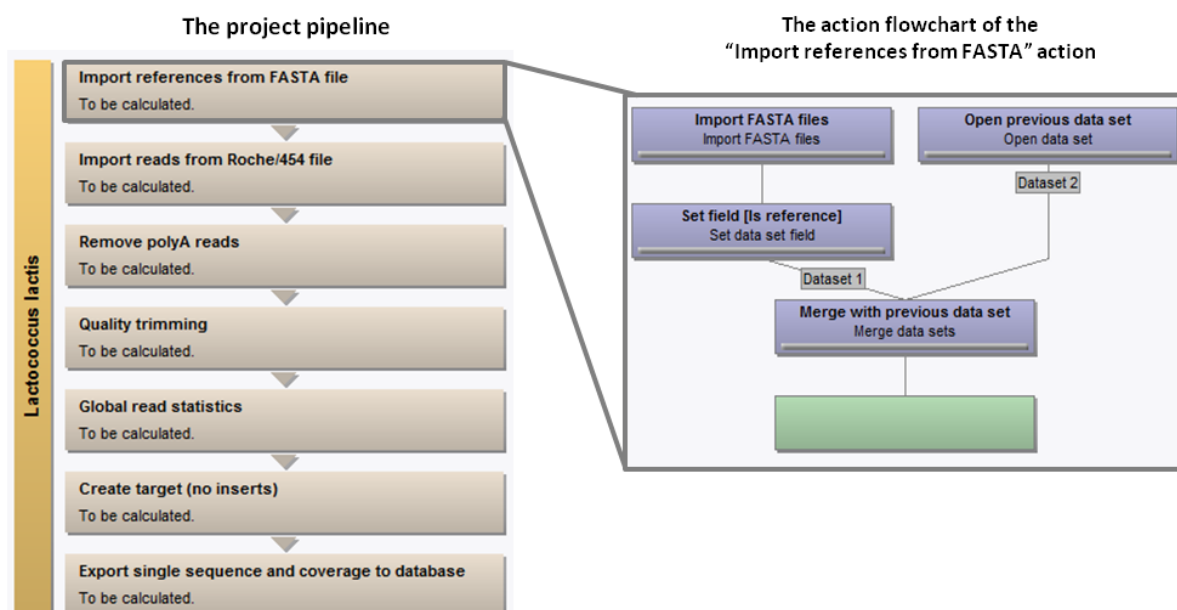 The project pipeline
Lactococcus lactis
Import references from FASTA file
To be calculated.
Import reads from Roche/454 file
To be calculated.
Remove polyA reads
To be calculated.
Quality trimming
To be calculated.
Global read statistics
To be calculated.
Create target (no inserts)
To be calculated.
Export single sequence and coverage to database
To be calculated.
The action flowchart of the
“Import references from FASTA” action
Import FASTA files
Import FASTA files
Open previous data set
Open data set
Dataset 2
Set field [Is reference]
Set data set field
Dataset 1
Merge with previous data set
Merge data sets